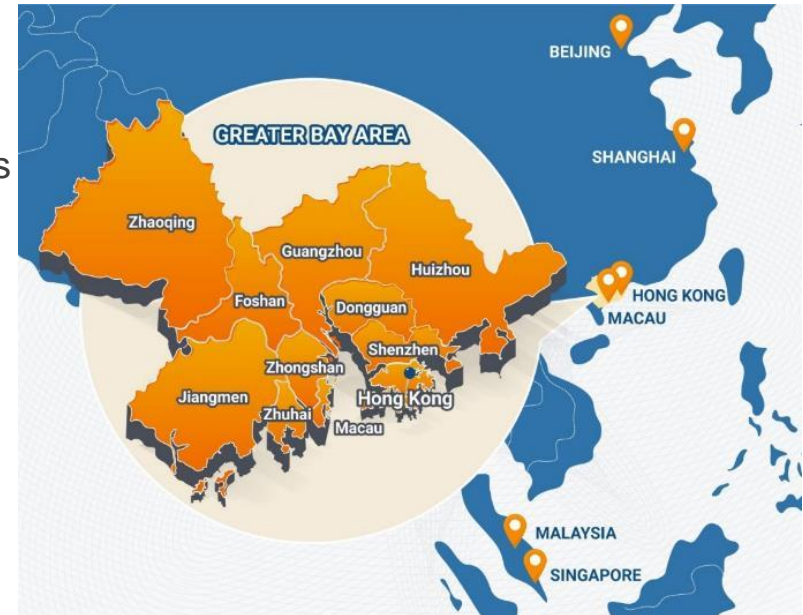 BEIJING
GREATER BAY AREA
SHANGHAI
s
Zhaoqing
Guangzhou
Huizhou
HONG KONG
Foshan
Dongguan
MACAU
Shenzhen
Zhongshan
Jiangmen
Hong Kong
Zhuhai
Macau
MALAYSIA
SINGAPORE